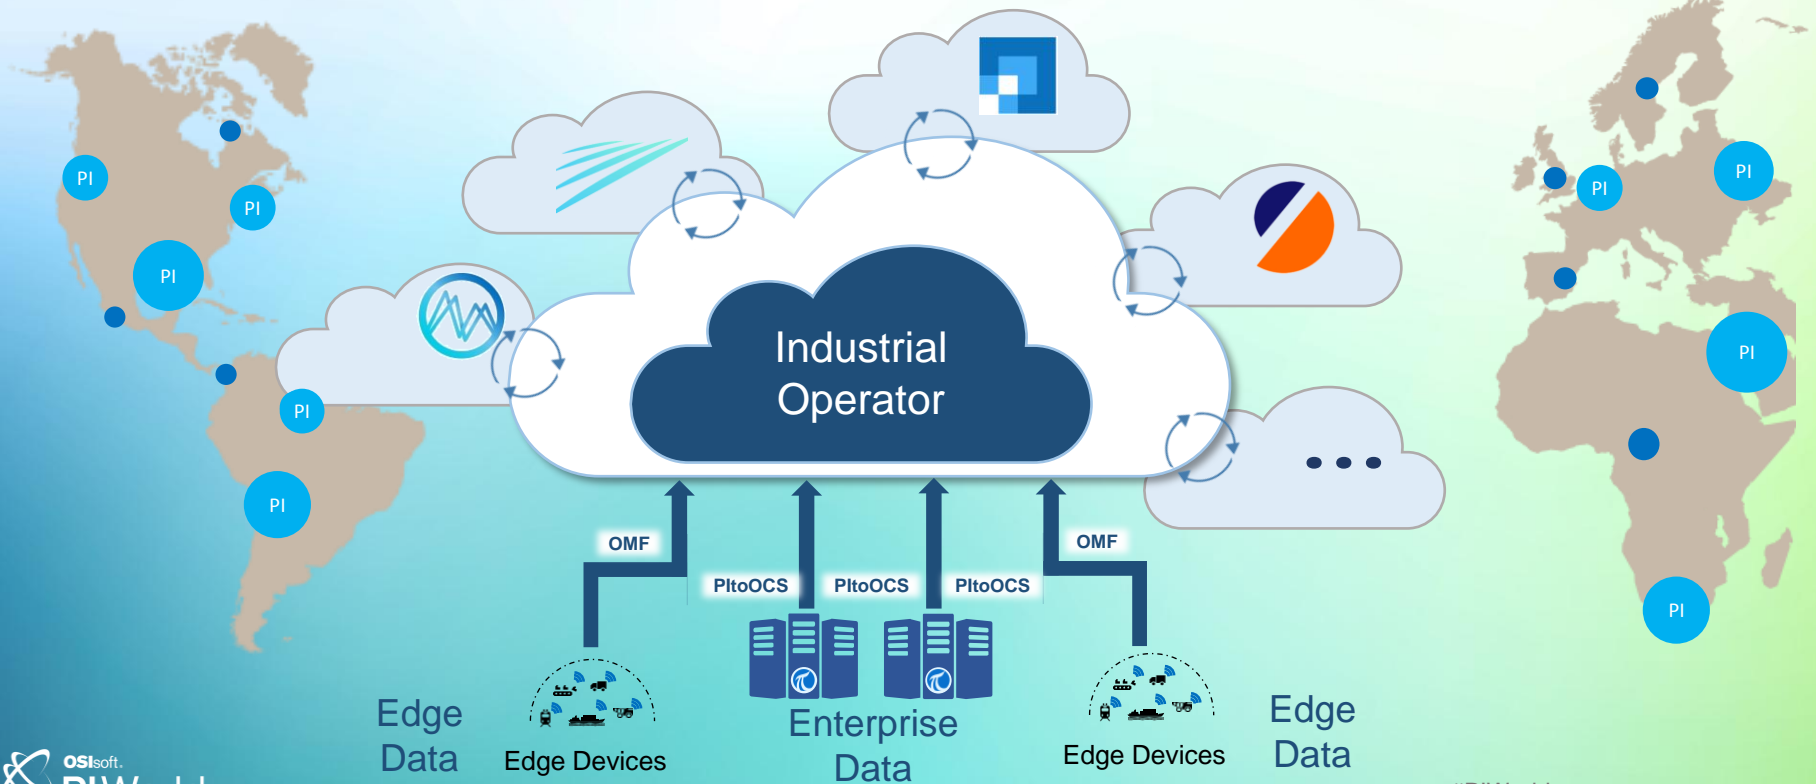 PI
PI
PI
PI
PI
PI
PI
PI
PI
Industrial
Operator
OMF
OMF
PItoOCS
PItoOCS
PItoOCS
Edge
Data
Edge Devices
Enterprise
Data
Edge Devices
Edge
Data
OSIsoft.